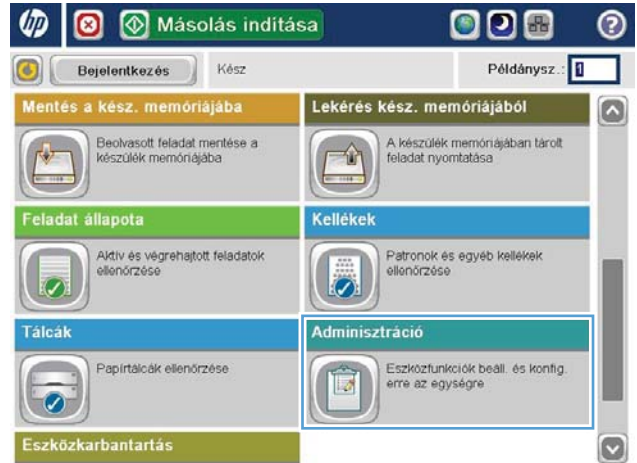 hp
Másolás indítása
?
Bejelentkezés
Kész
Példánysz.: 1
Mentés a kész. memóriájába
Beolvasott feladat mentése a
készülék memóriájába
Lekérés kész. memóriájából
A készülék memóriájában tárolt
feladat nyomtatása
Feladat állapota
Aktív és végrehajtott feladatok
ellenőrzése
Kellékek
Patronok és egyéb kellékek
ellenőrzése
Tálcák
Papírtálcák ellenőrzése
Adminisztráció
Eszközfunkciók beáll. és konfig.
erre az egységre
Eszközkarbantartás